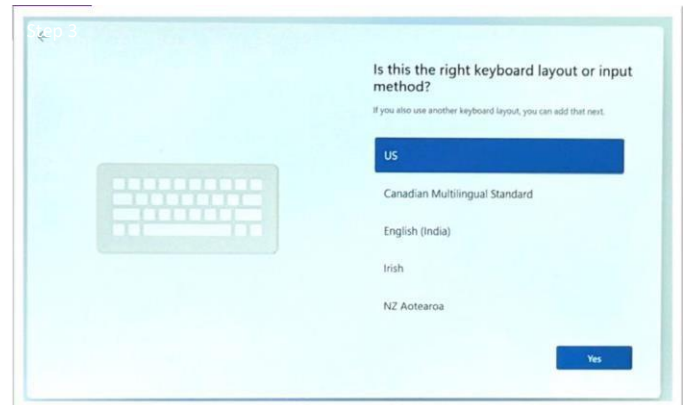 Step 3
Is this the right keyboard layout or input
method?
If you also use another keyboard layout, you can add that next.
US
Canadian Multilingual Standard
English (India)
Irish
NZ Aotearoa
Yes